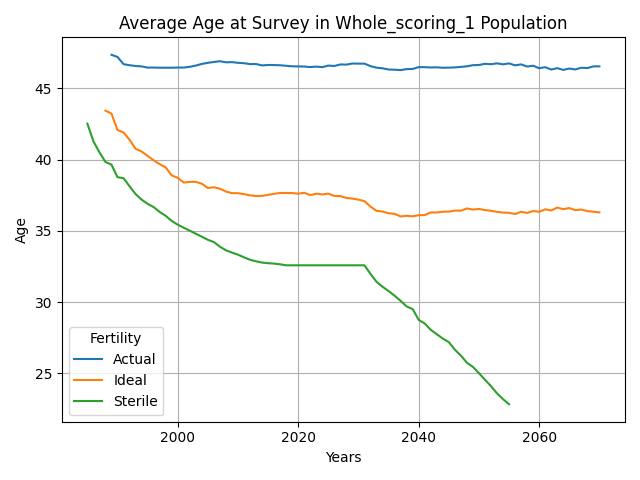 Average Age at Survey in Whole_scoring_1 Population
Age
45
40
35
30
25
Fertility
Actual
Ideal
Sterile
2000
2020
2040
2060
Years